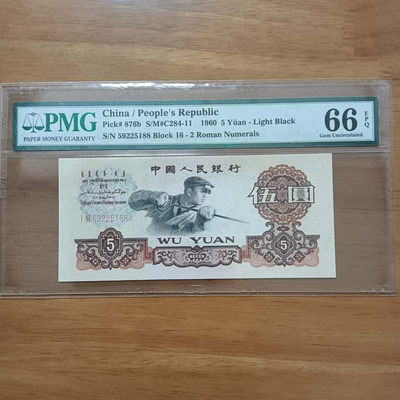 PMG
PAPER MONEY GUARANTY
China / People's Republic
Pick# 876b S/M#C284-11 1960 5 Yüan - Light Black
S/N 59225188 Block 16 - 2 Roman Numerals
66 EPQ
Gem Uncirculated
中國人民銀行
伍圓
59225188
WU YUAN
5
5